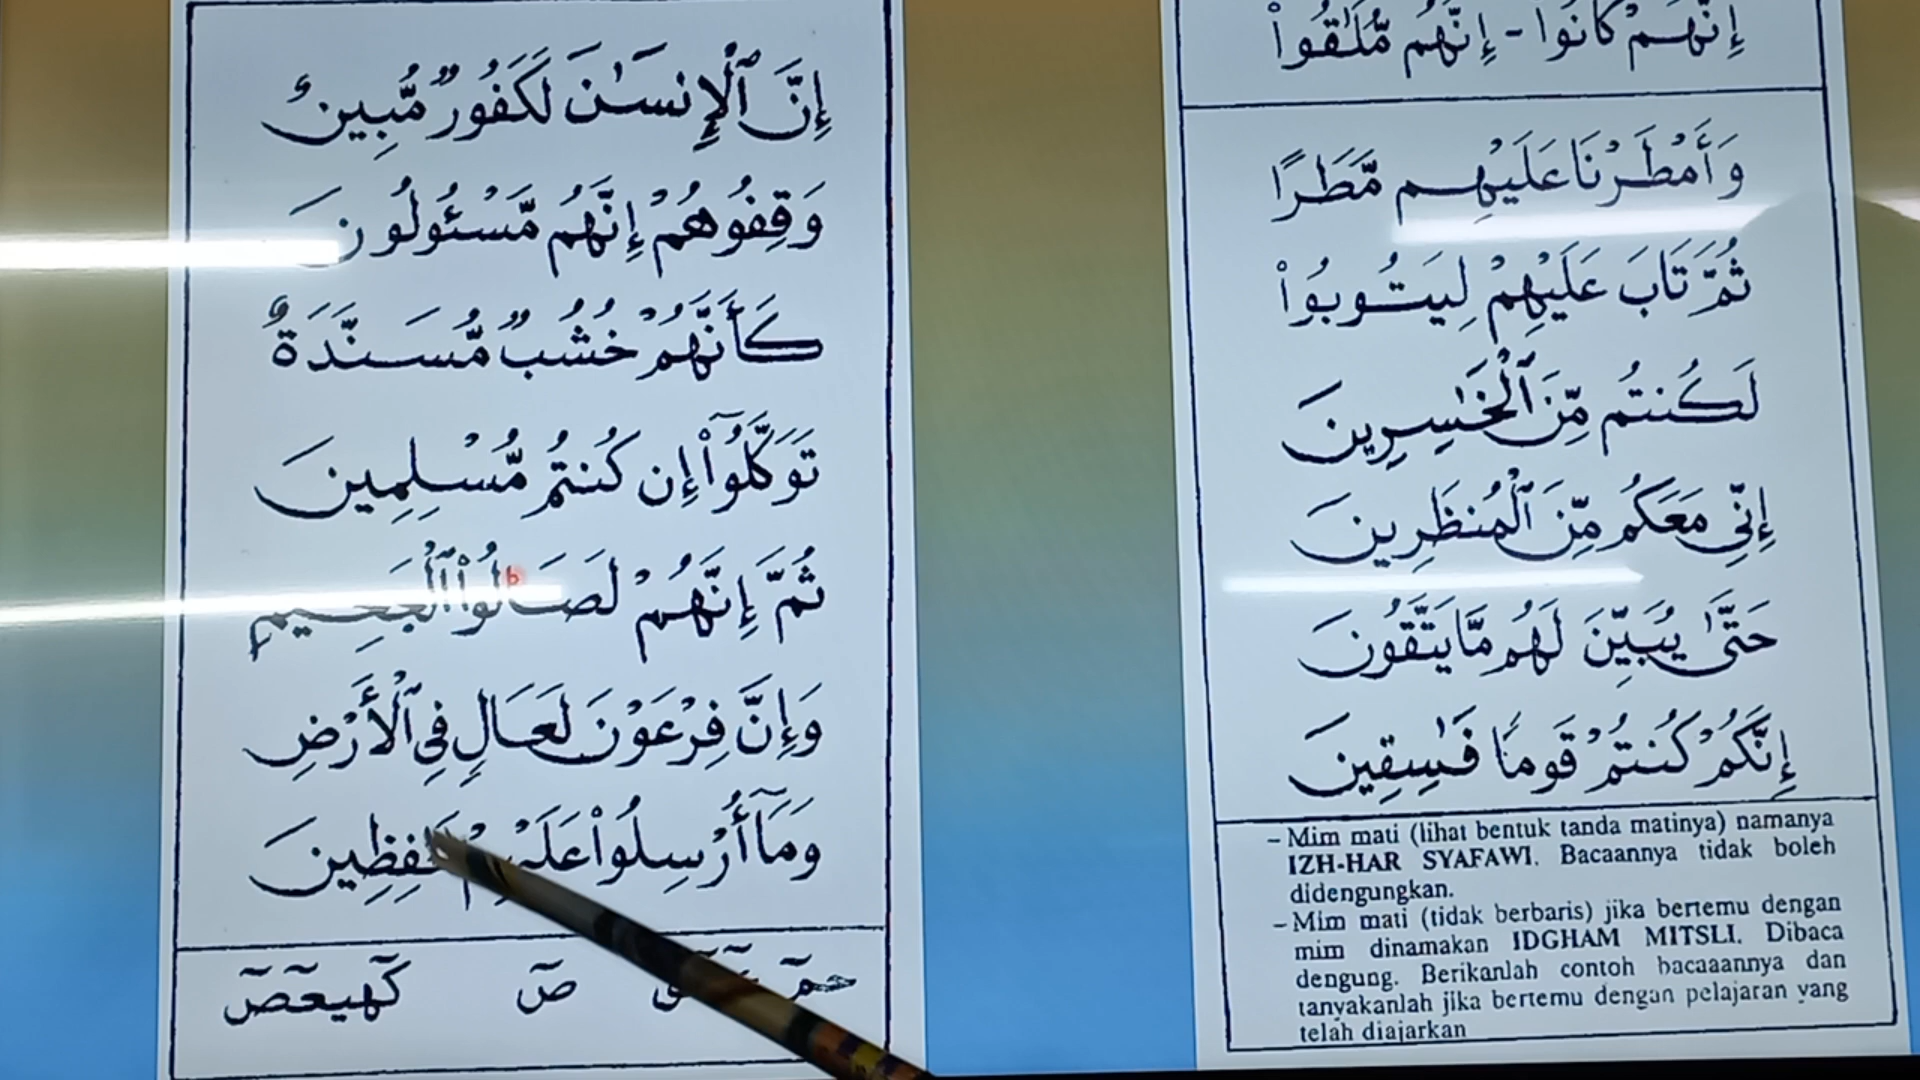 إِنَّهُمْ كَانُوا۟ - إِنَّهُم مُّلَـٰقُوا۟
وَأَمْطَرْنَا عَلَيْهِم مَّطَرًا
ثُمَّ تَابَ عَلَيْهِمْ لِيَتُوبُوا۟
لَكُنتُم مِّنَ ٱلْخَـٰسِرِينَ
إِنِّي مَعَكُم مِّنَ ٱلْمُنتَظِرِينَ
حَتَّىٰ يُبَيِّنَ لَهُم مَّا يَتَّقُونَ
إِنَّكُمْ كُنتُمْ قَوْمًا فَـٰسِقِينَ
– Mim mati (lihat bentuk tanda matinya) namanya
IZH-HAR SYAFAWI. Bacaannya tidak boleh
didengungkan.
– Mim mati (tidak berbaris) jika bertemu dengan
mim dinamakan IDGHAM MITSLI. Dibaca
dengung. Berikanlah contoh bacaaannya dan
tanyakanlah jika bertemu dengan pelajaran yang
telah diajarkan
إِنَّ ٱلْإِنسَـٰنَ لَكَفُورٌ مُّبِينٌ
وَقِفُوهُمْ إِنَّهُم مَّسْـُٔولُونَ
كَأَنَّهُمْ خُشُبٌ مُّسَنَّدَةٌ
تَوَكَّلُوٓا۟ إِن كُنتُم مُّسْلِمِينَ
ثُمَّ إِنَّهُمْ لَصَالُوا۟ ٱلْجَحِيمِ
وَإِنَّ فِرْعَوْنَ لَعَالٍ فِي ٱلْأَرْضِ
وَمَآ أُرْسِلُوا۟ عَلَيْهِمْ حَـٰفِظِينَ
حمٓ صٓ كٓهيعٓصٓ